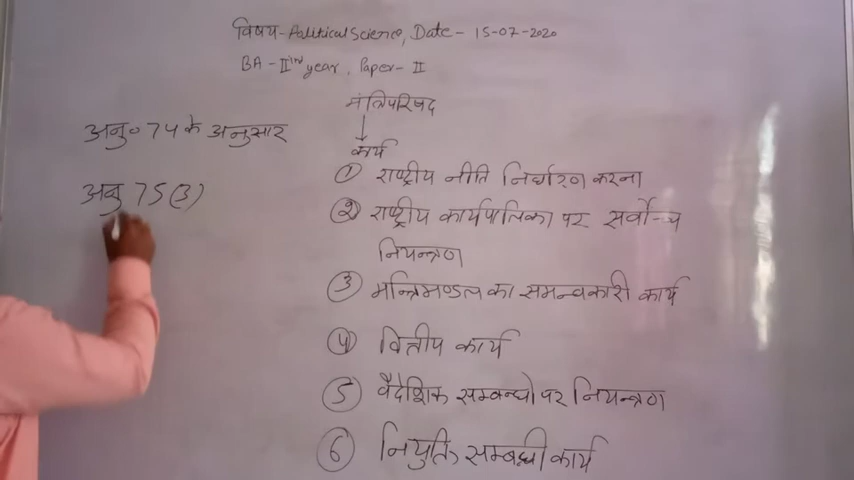 विषय - Political Science, Date - 15-07-2020
BA - IInd year, Paper - II
मंत्रिपरिषद
↓
कार्य
अनु० 74 के अनुसार
अनु 75(3)
① राष्ट्रीय नीति निर्धारण करना
② राष्ट्रीय कार्यपालिका पर सर्वोच्च
नियन्त्रण
③ मन्त्रिमण्डल का समन्वकारी कार्य
④ वित्तीय कार्य
⑤ वैदेशिक सम्बन्धो पर नियन्त्रण
⑥ नियुक्ति सम्बन्धी कार्य